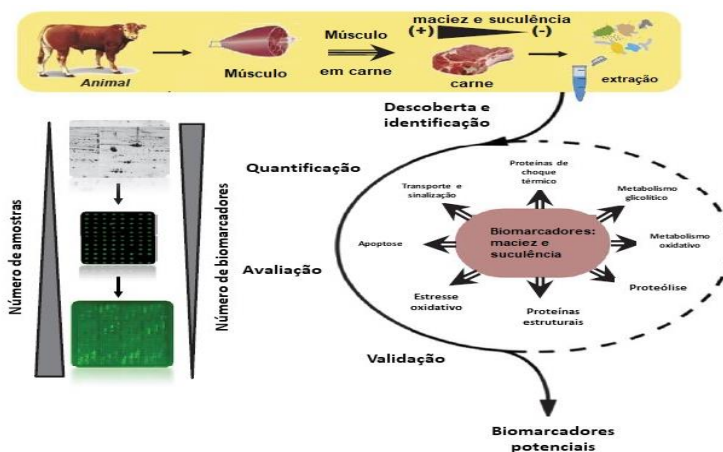 maciez e suculência
(+) (-)
Animal
Músculo
Músculo
em carne
carne
extração
Descoberta e
identificação
Quantificação
Avaliação
Validação
Biomarcadores
potenciais
Número de amostras
Número de biomarcadores
Proteínas de
choque
térmico
Transporte e
sinalização
Metabolismo
glicolítico
Apoptose
Biomarcadores:
maciez e
suculência
Metabolismo
oxidativo
Estresse
oxidativo
Proteínas
estruturais
Proteólise